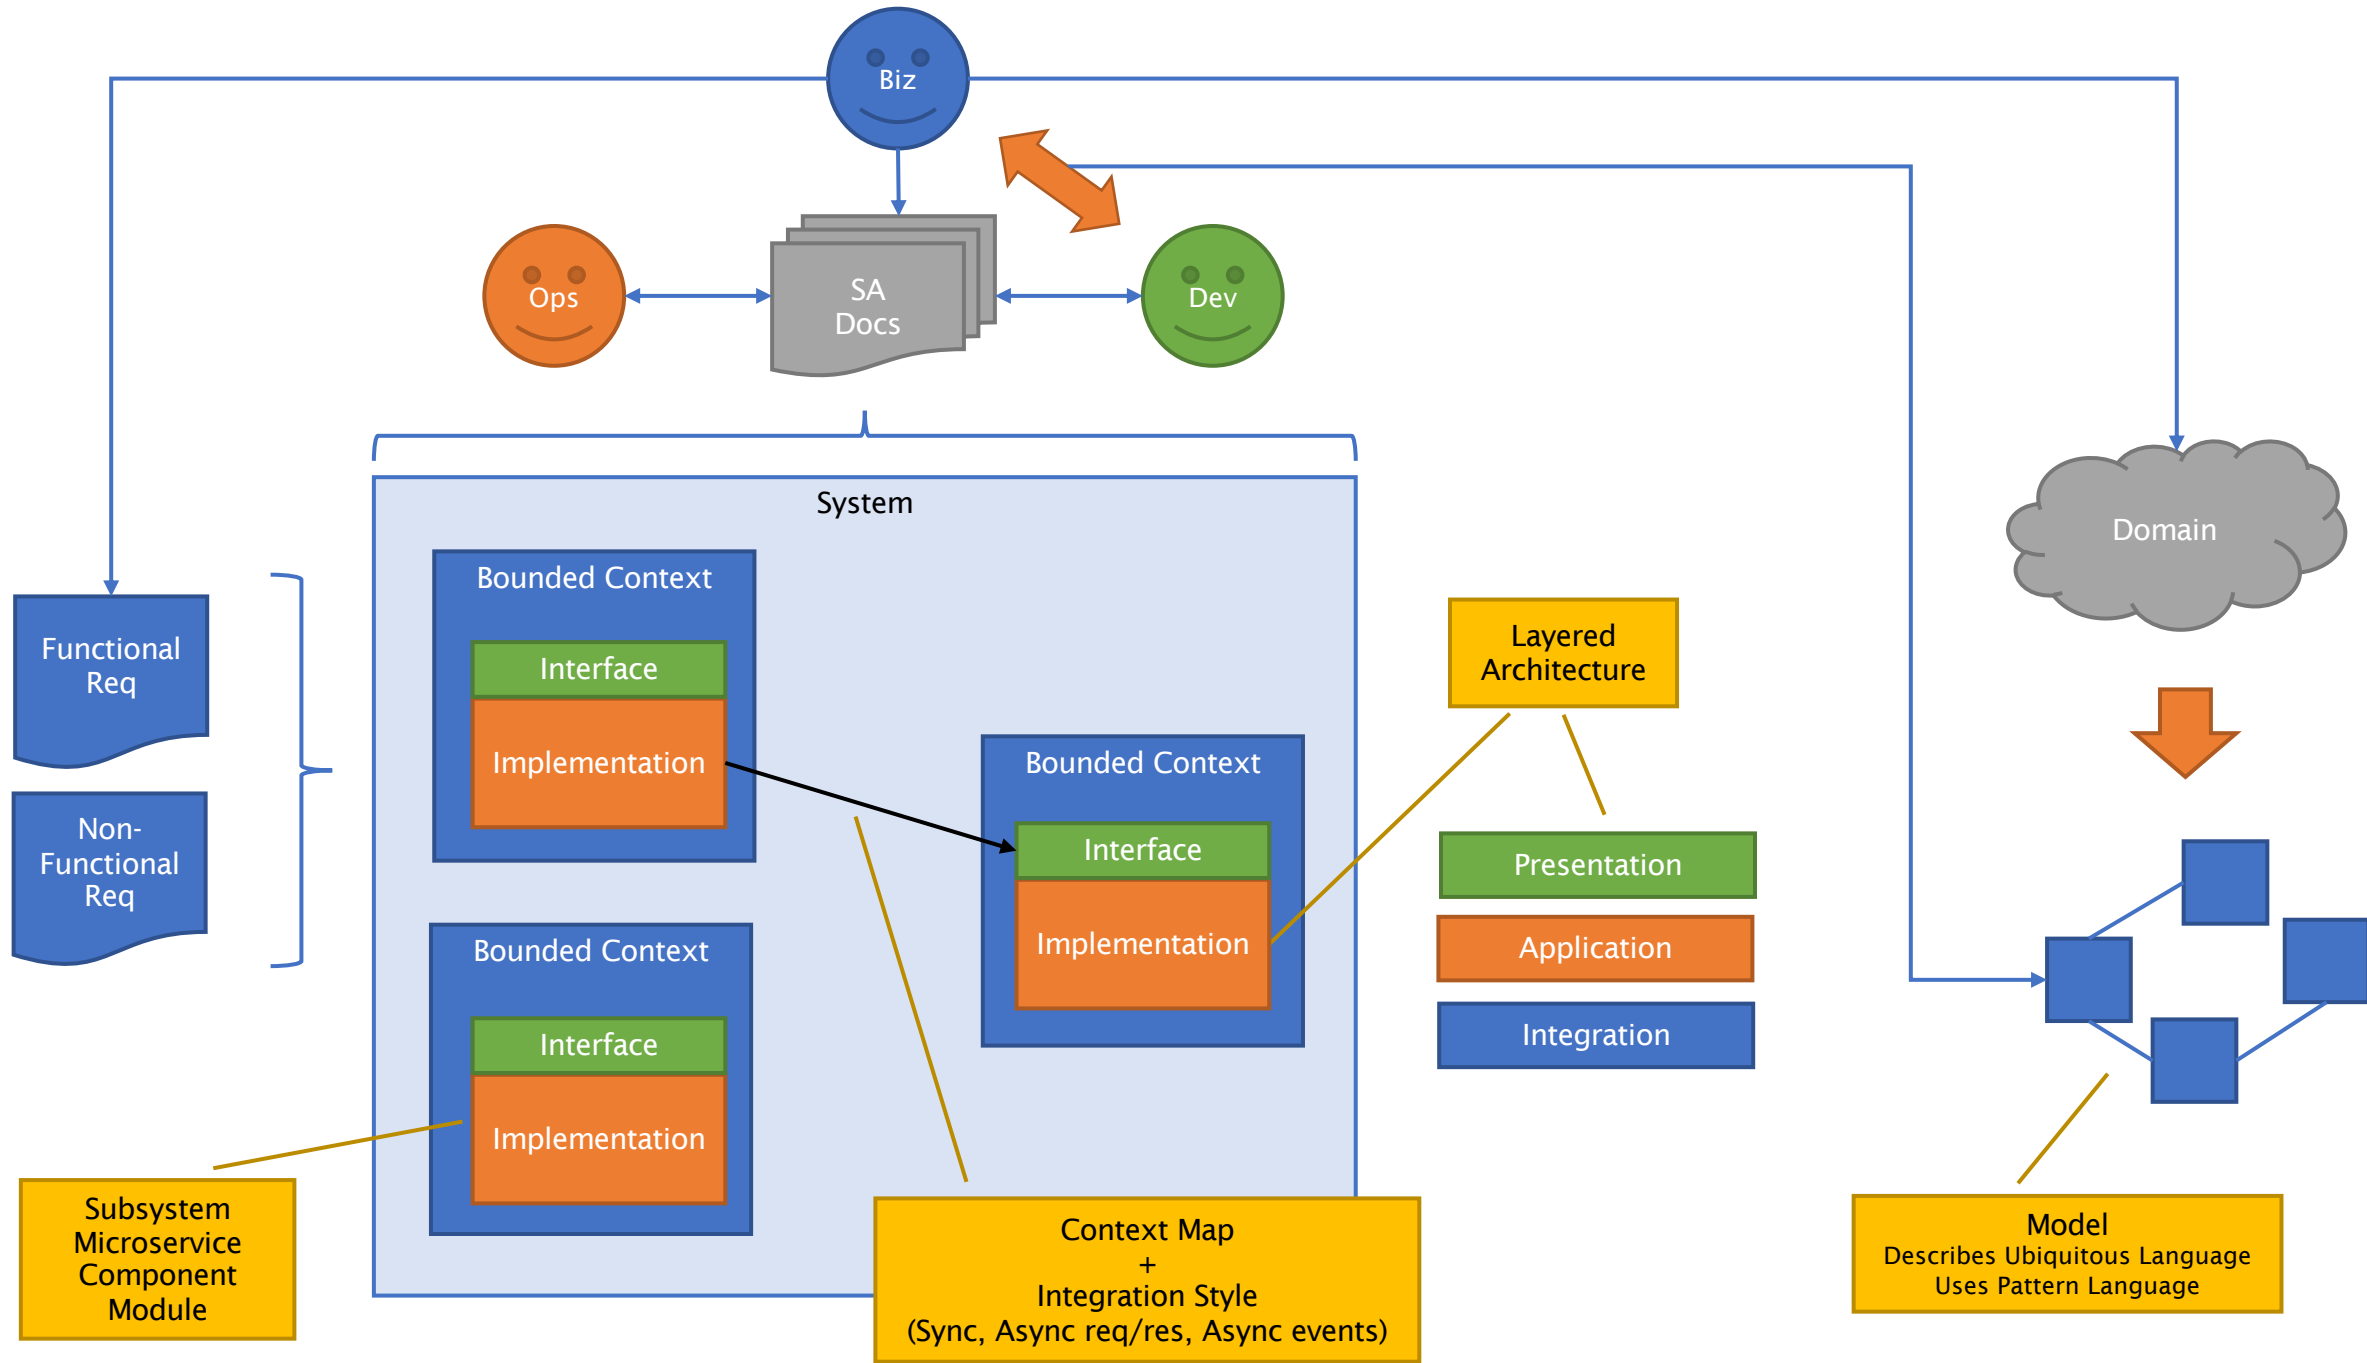 Biz
Ops
SA
Docs
Dev
System
Domain
Bounded Context
Functional
Req
Interface
Implementation
Layered
Architecture
Bounded Context
Non-
Functional
Req
Interface
Implementation
Presentation
Application
Integration
Bounded Context
Interface
Implementation
Subsystem
Microservice
Component
Module
Context Map
+
Integration Style
(Sync, Async req/res, Async events)
Model
Describes Ubiquitous Language
Uses Pattern Language